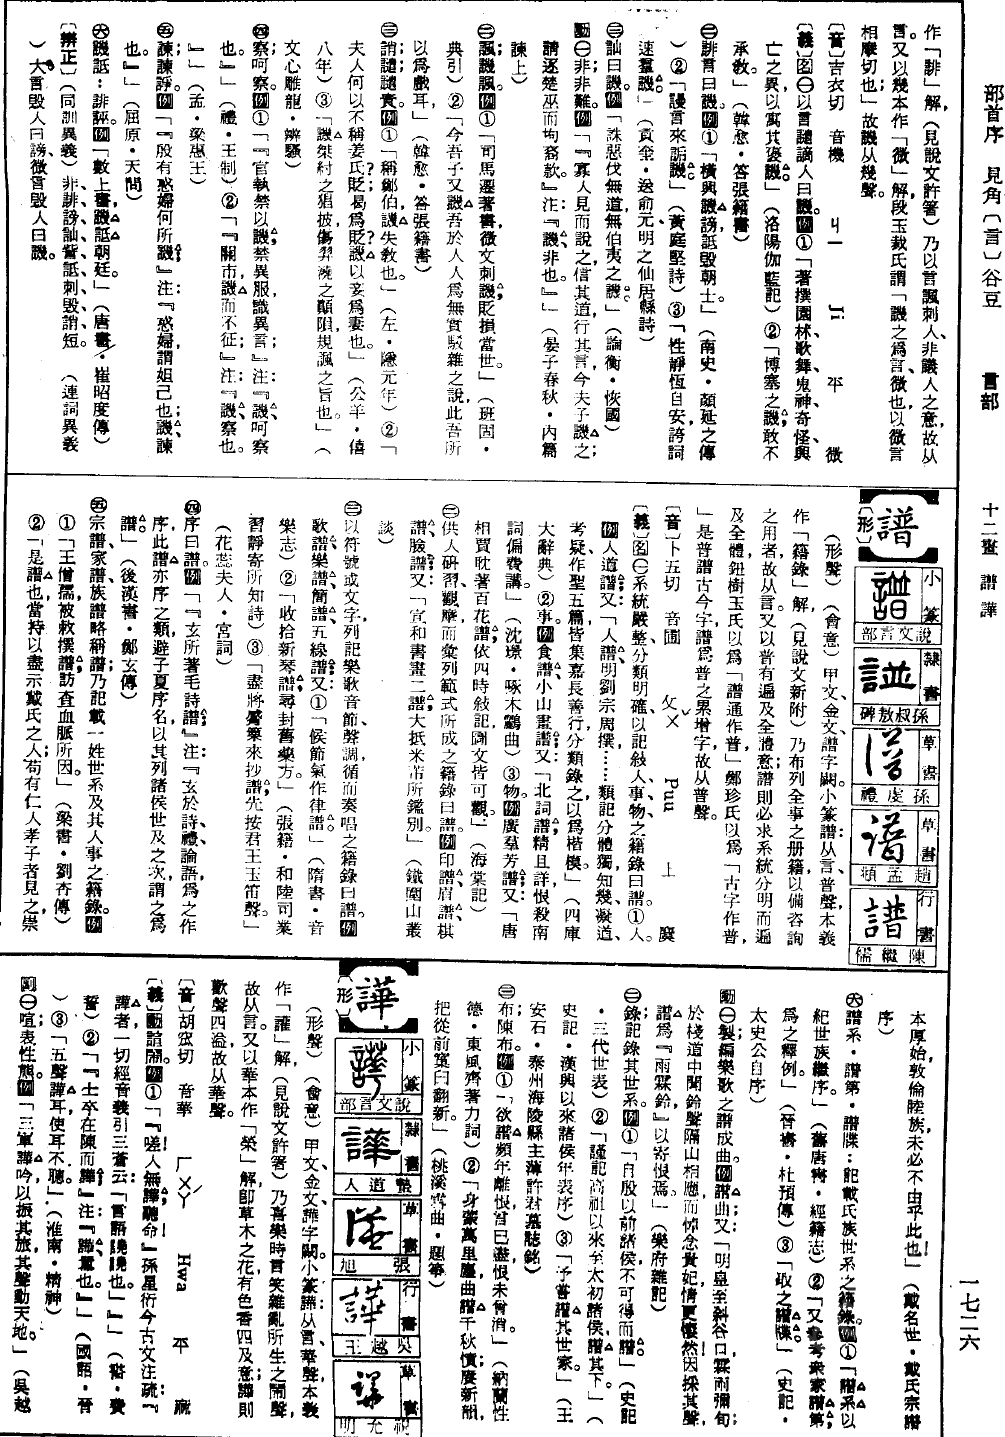 部首序　見角〔言〕谷豆　言部　十二畫　譜　譁　一七二六
作「誹」解，（見說文許箸）乃以言諷刺人、非議人之意，故从
言。又以幾本作「微」解，段玉裁氏謂「譏之爲言，微也，以微言
相摩切也」故譏从幾聲。
〔音〕吉衣切　音機　ㄐㄧ　平　微
〔義〕名㊀以言譴謫人曰譏。例①「著撰園林歌舞鬼神奇怪興
亡之異，以寓其褒譏」（洛陽伽藍記）②「博塞之譏，敢不
承敎。」（韓愈・答張籍書）
㊁誹言曰譏。例①「橫興譏謗，詆毀朝士。」（南史・顏延之傳
）②「謾言來詬譏」（黃庭堅詩）③「性靜恆自安，誇詞
速羣譏」（貢奎・送俞元明之仙居縣詩）
㊂訕曰譏。例「誅惡伐無道，無伯夷之譏。」（論衡・恢國）
動㊀非；非難。例「『寡人見而說之，信其道，行其言，今夫子譏之，
請逐楚巫而拘裔款。』注：『譏，非也。』」（晏子春秋・內篇
諫上）
㊁諷；譏諷。例①「司馬遷著書，微文刺譏，貶損當世。」（班固・
典引）②「今吾子又譏吾於人人爲無實駁雜之說，此吾所
以爲戲耳，」（韓愈・答張籍書）
㊂誚；譴；譴責。例①「稱鄭伯，譏失敎也。」（左・隱元年）②「
夫人何以不稱姜氏？貶。曷爲貶？譏以妾爲妻也。」（公羊・僖
八年）③「譏桀紂之猖披，傷羿澆之顚隕，規諷之旨也。」（
文心雕龍・辨騷）
㊃察；呵察。例①「『官執禁以譏，禁異服，識異言。』注：『譏，呵察
也。』」（禮・王制）②「『關市，譏而不征。』注：『譏，察也。
』」（孟・梁惠王）
㊄諫；諫諍。例「『殷有惑婦何所譏。』注：『惑婦謂妲己也；譏，諫
也。』」（屈原・天問）
㊅譏詆：誹誣。例「數上書譏詆朝廷。」（唐書・崔昭度傳）
〔辨正〕（同訓異義）非誹謗訕訾詆刺毀謂短。　（連詞異義
）大言毀人曰謗，微言毀人曰譏。
譜
〔形〕
小篆　說文言部
隸書　孫叔敖碑
草書　孫虔禮
草書　趙孟頫
行書　陳繼儒
（形聲）（會意）甲文、金文譜字闕。小篆譜从言，普聲，本義
作「籍錄」解，（見說文新附）乃布列全事之册籍以備咨詢
之用者，故从言。又以普有遍及全體意，譜則必求系統分明而遍
及全體，鈕樹玉氏以爲「譜通作普」鄭珍氏以爲「古字作普，
」是普譜古今字，譜爲普之累增字，故从普聲。
〔音〕卜五切　音圃　ㄆㄨˇ　Puu　上　麌
〔義〕名㊀系統嚴整分類明確以記敍人、事、物之籍錄曰譜。①人。
例人道譜；又「人譜：明劉宗周撰，……類記分體獨，知幾，凝道，
考疑，作聖五篇，皆集嘉長善行，分類錄之，以爲楷模。」（四庫
大辭典）②事。例食譜、小山畫譜；又「北詞譜，精且詳，恨殺南
詞偏費講。」（沈璟・啄木鸝曲）③物。例廣羣芳譜；又「唐
相賈耽著百花譜，依四時敍記，圖文皆可觀」（海棠記）
㊁供人研習觀摩而彙列範式所成之籍錄曰譜。例印譜、眉譜、棋
譜、臉譜；又「宣和書畫二譜，大抵米芾所鑑別。」（鐵圍山叢
談）
㊂以符號或文字列記樂歌音節聲調循而奏唱之籍錄曰譜。例
歌譜、樂譜、簡譜、五線譜；又①「候節氣，作律譜。」（隋書・音
樂志）②「收拾新琴譜，尋封舊藥方。」（張籍・和陸司業
習靜寄所知詩）③「盡將觱篥來抄譜，先按君王玉笛聲。」
（花蕊夫人・宮詞）
㊃序曰譜。例「『玄所著毛詩譜。』注：『玄於詩、禮、論語爲之作
序，此譜亦序之類，避子夏序名，以其列諸侯世及之次，謂之爲
譜』」（後漢書・鄭玄傳）
㊄宗譜、家譜、族譜略稱譜，乃記載一姓世系及其人事之籍錄。例
①「王僧孺被敕撰譜，訪查血脈所因。」（梁書・劉杳傳）
②「是譜也，當持以盡示戴氏之人；苟有仁人孝子者見之，崇
本厚始，敦倫陸族，未必不由乎此也！」（戴名世・戴氏宗譜
序）
㊅譜系・譜第・譜牒：記載氏族世系之籍錄。例①「譜系以
紀世族繼序。」（舊唐書・經籍志）②「又參考衆家譜第，
爲之釋例。」（晉書・杜預傳）③「取之譜牒」（史記・
太史公自序）
動㊀製；編樂歌之譜成曲。例譜曲；又「明皇至斜谷口，霖雨彌旬，
於棧道中聞鈴聲，隔山相應，而悼念貴妃，情更悽然，因採其聲
譜爲『雨霖鈴』以寄恨焉。」（樂府雜記）
㊁錄；記錄其世系。例①「自殷以前諸侯不可得而譜」（史記
・三代世表）②「謹記高祖以來至太初諸侯，譜其下」（
史記・漢興以來諸侯年表序）③「予嘗譜其世家。」（王
安石・泰州海陵縣主薄許君墓誌銘）
㊂布；陳布。例①「欲譜頻年離恨，言已盡，恨未曾消。」（納蘭性
德・東風齊著力詞）②「身張萬里塵，曲譜千秋憤，廣新韻，
把從前窠臼翻新」（桃溪雪曲・題箏）
譁
〔形〕
小篆　說文言部
隸書　蟄道人
草書　張旭
行書　吳越王
草書　祝允明
（形聲）（會意）甲文、金文譁字闕。小篆譁从言，華聲，本義
作「讙」解，（見說文許箸）乃喜樂時言笑雜亂所生之鬧聲，
故从言。又以華本作「榮」解，卽草木之花有色香四及意，譁則
歡聲四溢，故从華聲。
〔音〕胡窊切　音華　ㄏㄨㄚˊ　Hwa　平　麻
〔義〕動諠鬧。例①「『嗟！人無譁聽命。』孫星衍今古文注疏：『
譁者，一切經音義引三蒼云：「言語譊譊也。」』」（書・費
誓）②「『士卒在陳而譁。』注：『譁，囂也。』」（國語・晉
）③「五聲譁耳，使耳不聰。」（淮南・精神）
副㊀喧；表性態。例「三軍譁吟以振其旅，其聲動天地。」（吳越